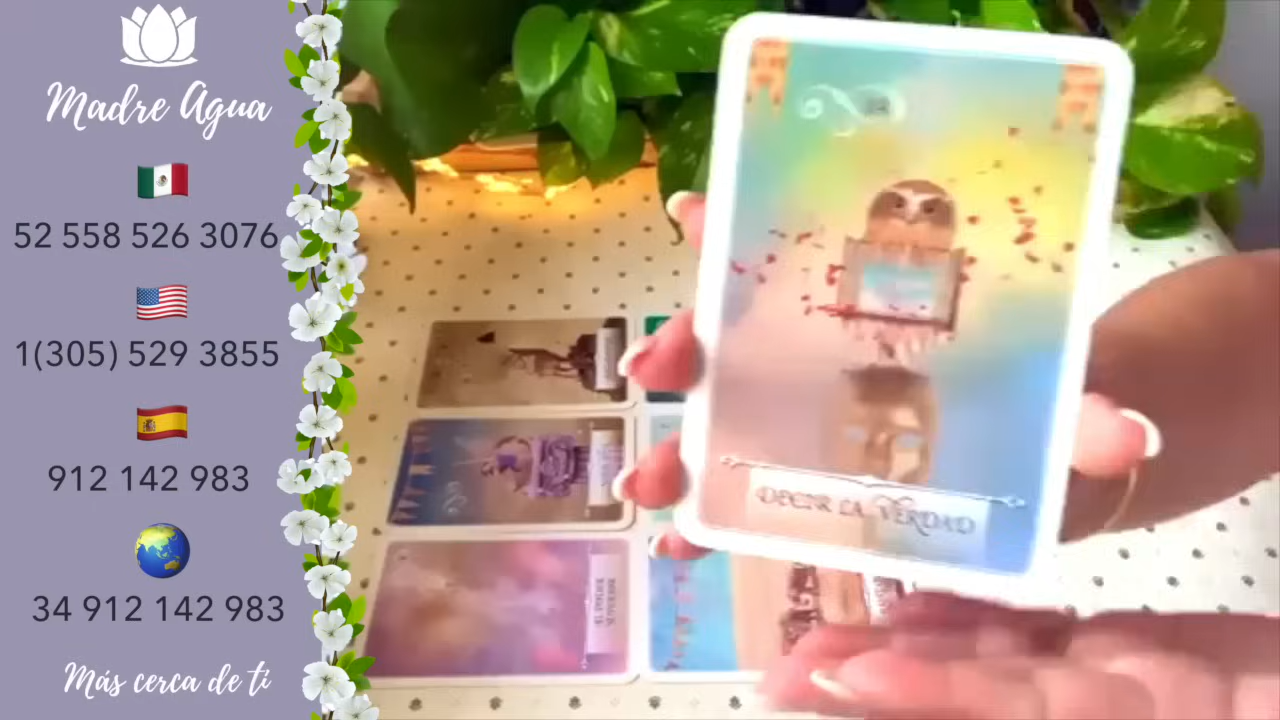 Madre Agua
52 558 526 3076
1(305) 529 3855
912 142 983
34 912 142 983
Más cerca de ti
DECIR LA VERDAD